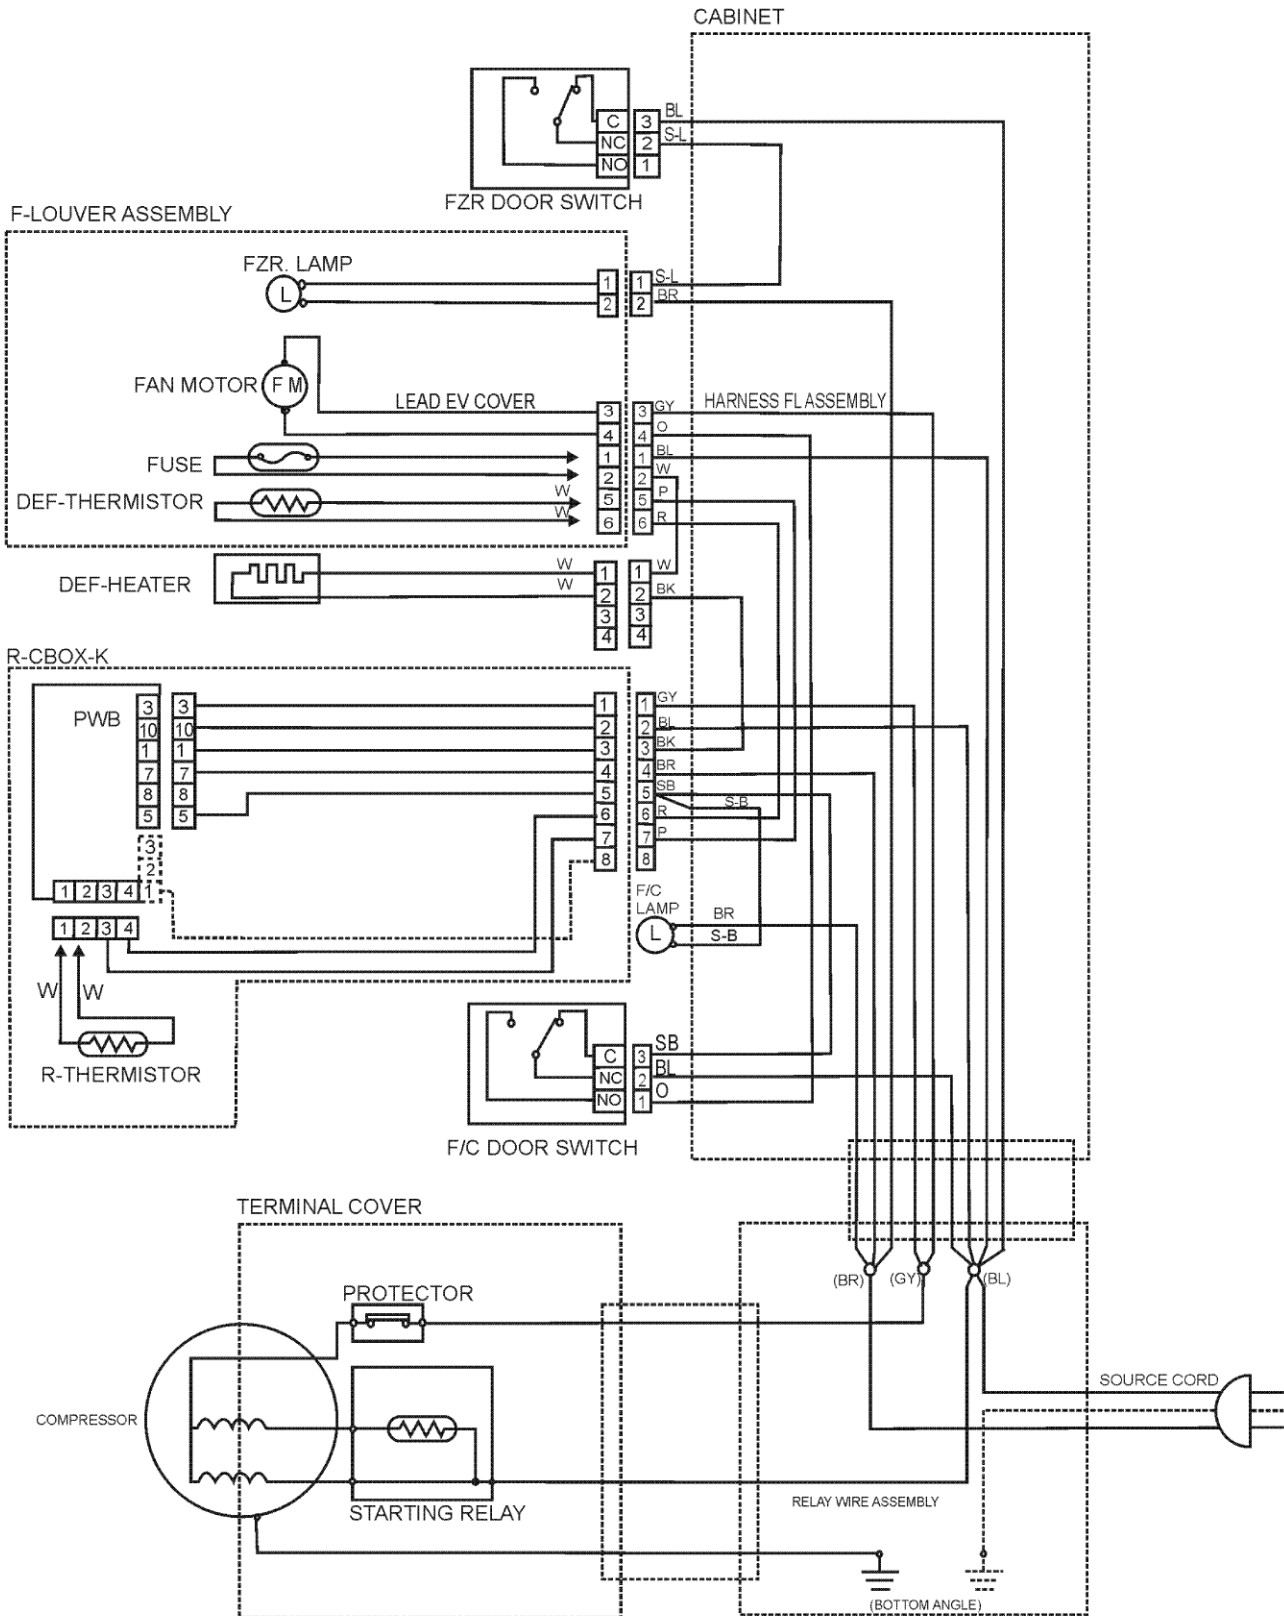 CABINET
BL
C 3
S-L
NC 2
NO 1
FZR DOOR SWITCH
F-LOUVER ASSEMBLY
FZR. LAMP
L
1 1 S-L
2 2 BR
FAN MOTOR F M
LEAD EV COVER
3 3 GY HARNESS FL ASSEMBLY
4 4 O
FUSE
1 1 BL
2 2 W
DEF-THERMISTOR
W 5 5 P
W 6 6 R
DEF-HEATER
W 1 1 W
W 2 2 BK
3 3
4 4
R-CBOX-K
PWB
3 3 1 1 GY
10 10 2 2 BL
1 1 3 3 BK
7 7 4 4 BR
8 8 5 5 SB
S-B
5 5 6 6 R
7 7 P
3
8 8
2
1 2 3 4 1
F/C
LAMP
L
BR
S-B
1 2 3 4
W W
R-THERMISTOR
C 3 SB
NC 2 BL
NO 1 O
F/C DOOR SWITCH
TERMINAL COVER
(BR) (GY) (BL)
PROTECTOR
SOURCE CORD
COMPRESSOR
RELAY WIRE ASSEMBLY
STARTING RELAY
(BOTTOM ANGLE)